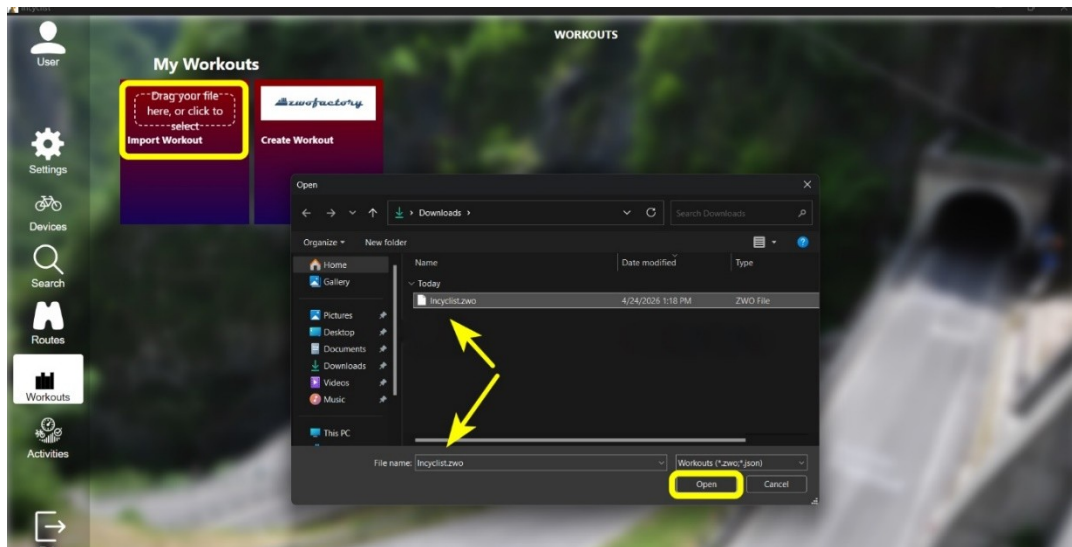 Incyclist
WORKOUTS
User
My Workouts
Drag your file
here, or click to
select
Import Workout
zwofactory
Create Workout
Settings
Devices
Search
Routes
Workouts
Activities
Open
Downloads
Search Downloads
Organize
New folder
Home
Gallery
Pictures
Desktop
Documents
Downloads
Videos
Music
This PC
Name
Date modified
Type
Today
Incyclist.zwo
4/24/2026 1:18 PM
ZWO File
File name: Incyclist.zwo
Workouts (*.zwo;*.json)
Open
Cancel